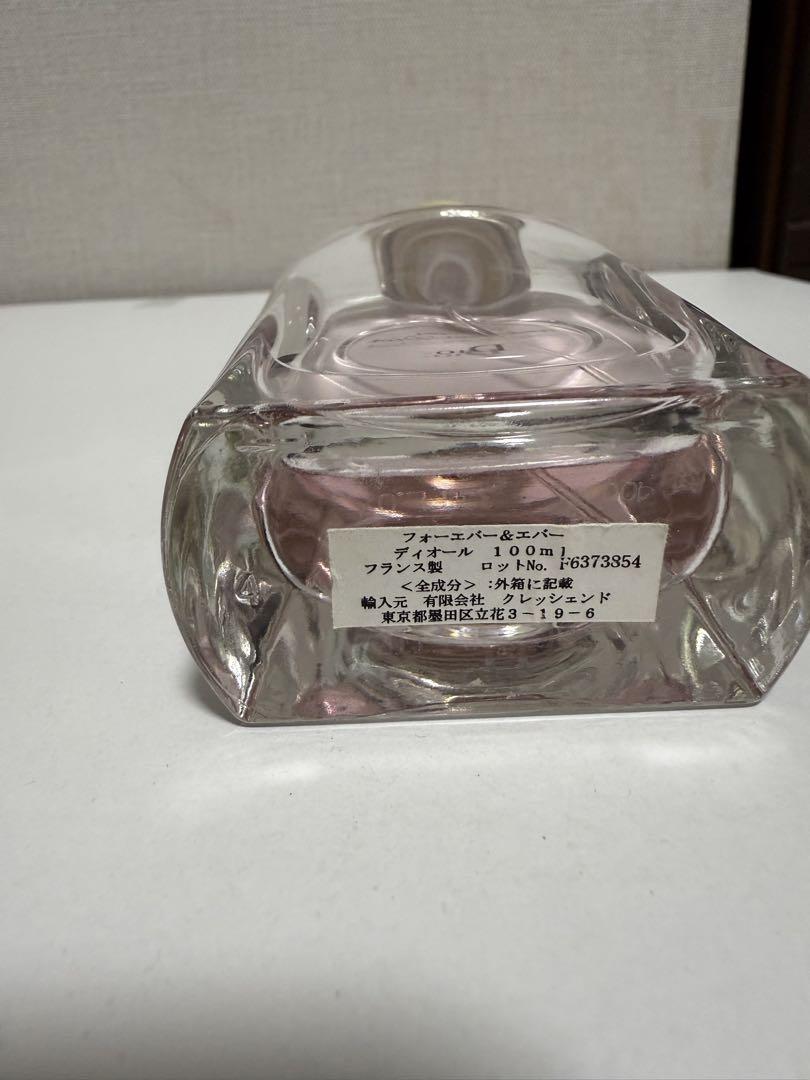 Dio
フォーエバー＆エバー
ディオール　１００ｍｌ
フランス製　ロットNo. F6373854
＜全成分＞：外箱に記載
輸入元　有限会社　クレッシェンド
東京都墨田区立花３－１９－６
4